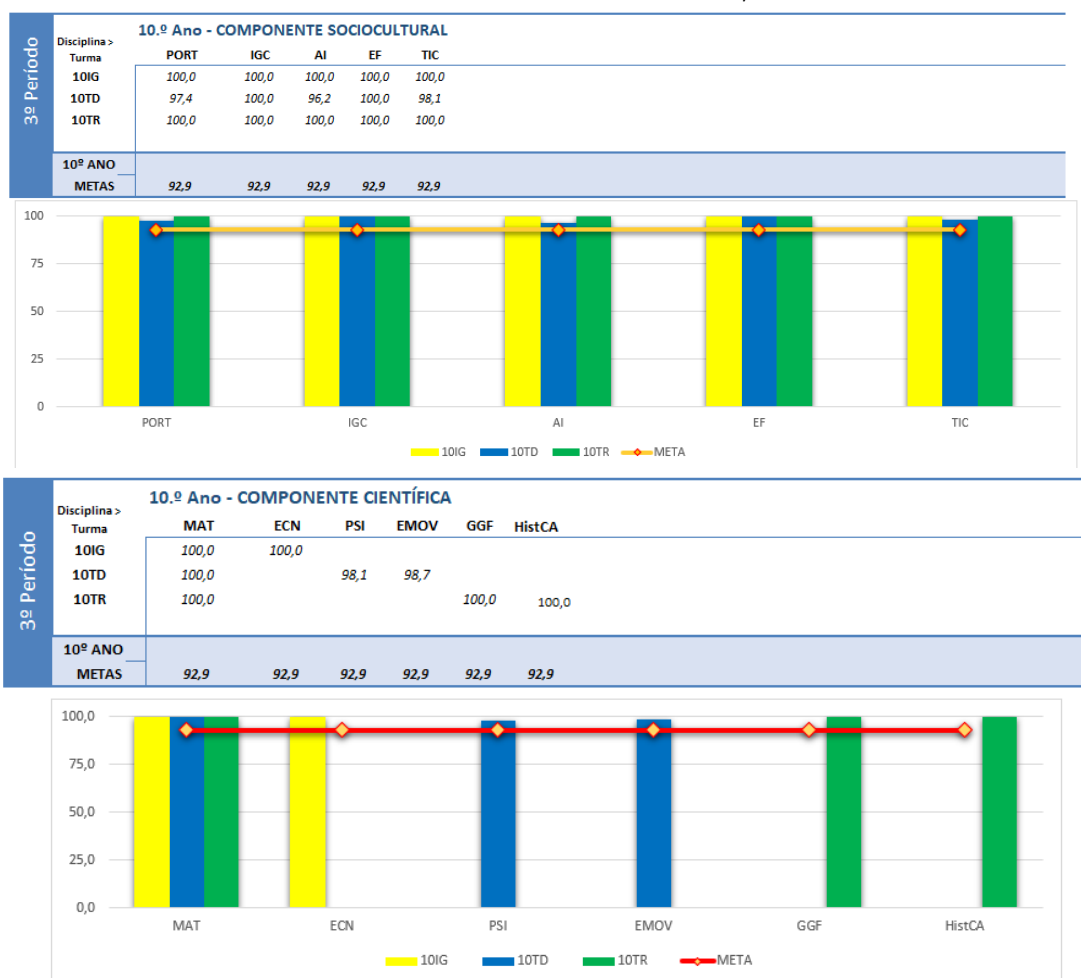 10.º Ano - COMPONENTE SOCIOCULTURAL
3º Período
Disciplina >
Turma PORT IGC AI EF TIC
10IG 100,0 100,0 100,0 100,0 100,0
10TD 97,4 100,0 96,2 100,0 98,1
10TR 100,0 100,0 100,0 100,0 100,0
10º ANO
METAS 92,9 92,9 92,9 92,9 92,9
100
75
50
25
0
PORT IGC AI EF TIC
10IG 10TD 10TR META
10.º Ano - COMPONENTE CIENTÍFICA
3º Período
Disciplina >
Turma MAT ECN PSI EMOV GGF HistCA
10IG 100,0 100,0
10TD 100,0 98,1 98,7
10TR 100,0 100,0 100,0
10º ANO
METAS 92,9 92,9 92,9 92,9 92,9 92,9
100,0
75,0
50,0
25,0
0,0
MAT ECN PSI EMOV GGF HistCA
10IG 10TD 10TR META